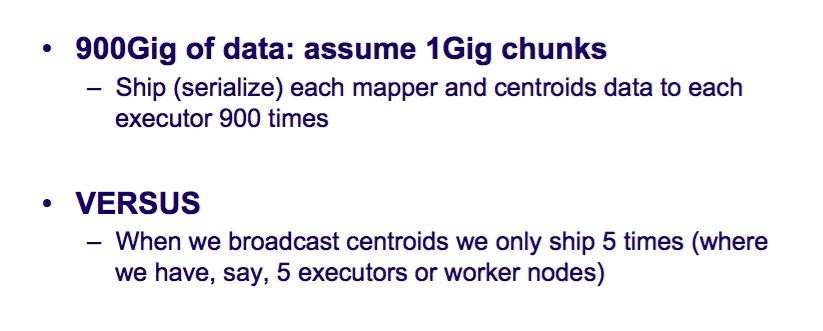 • 900Gig of data: assume 1Gig chunks
– Ship (serialize) each mapper and centroids data to each
executor 900 times
• VERSUS
– When we broadcast centroids we only ship 5 times (where
we have, say, 5 executors or worker nodes)